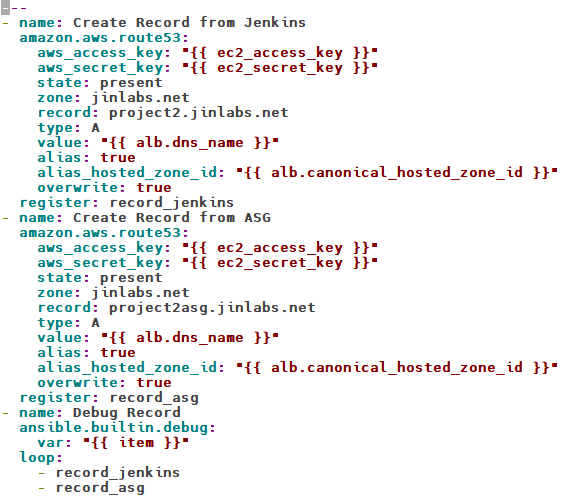 ---
- name: Create Record from Jenkins
  amazon.aws.route53:
    aws_access_key: "{{ ec2_access_key }}"
    aws_secret_key: "{{ ec2_secret_key }}"
    state: present
    zone: jinlabs.net
    record: project2.jinlabs.net
    type: A
    value: "{{ alb.dns_name }}"
    alias: true
    alias_hosted_zone_id: "{{ alb.canonical_hosted_zone_id }}"
    overwrite: true
  register: record_jenkins
- name: Create Record from ASG
  amazon.aws.route53:
    aws_access_key: "{{ ec2_access_key }}"
    aws_secret_key: "{{ ec2_secret_key }}"
    state: present
    zone: jinlabs.net
    record: project2asg.jinlabs.net
    type: A
    value: "{{ alb.dns_name }}"
    alias: true
    alias_hosted_zone_id: "{{ alb.canonical_hosted_zone_id }}"
    overwrite: true
  register: record_asg
- name: Debug Record
  ansible.builtin.debug:
    var: "{{ item }}"
  loop:
    - record_jenkins
    - record_asg